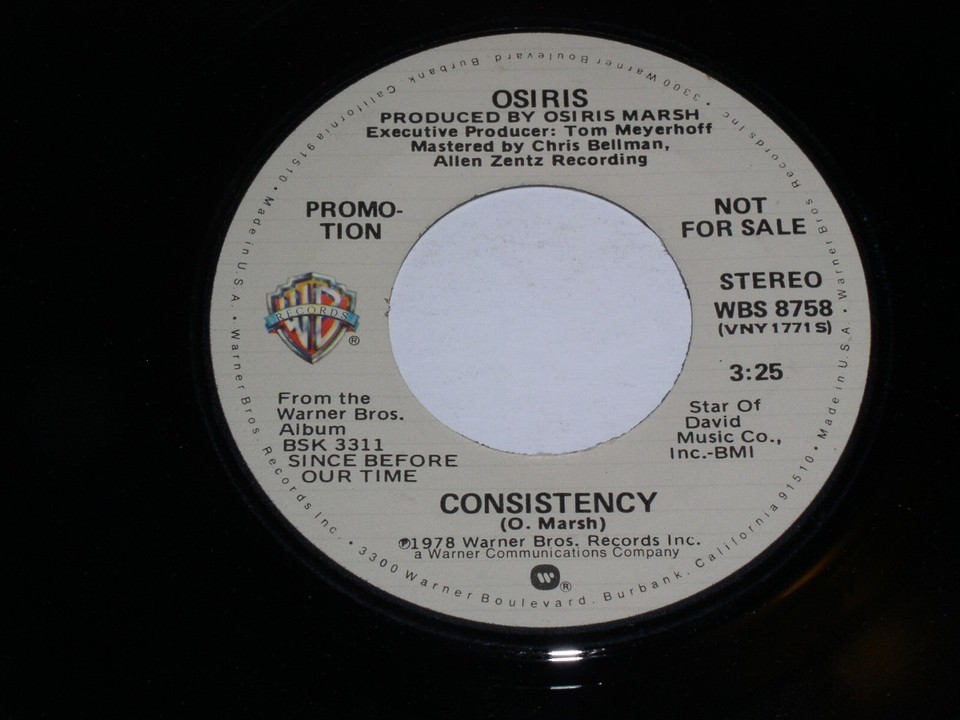 OSIRIS
PRODUCED BY OSIRIS MARSH
Executive Producer: Tom Meyerhoff
Mastered by Chris Bellman,
Allen Zentz Recording
PROMO-
TION
NOT
FOR SALE
WB
RECORDS
®
STEREO
WBS 8758
(VNY 1771 S)
3:25
Star Of
David
Music Co.,
Inc.-BMI
From the
Warner Bros.
Album
BSK 3311
SINCE BEFORE
OUR TIME
CONSISTENCY
(O. Marsh)
℗1978 Warner Bros. Records Inc.
a Warner Communications Company
W®
Warner Bros. Records Inc. • 3300 Warner Boulevard. Burbank. California 91510 • Made in U.S.A. •
Warner Bros. Records Inc. • 3300 Warner Boulevard. Burbank. California 91510 • Made in U.S.A. •